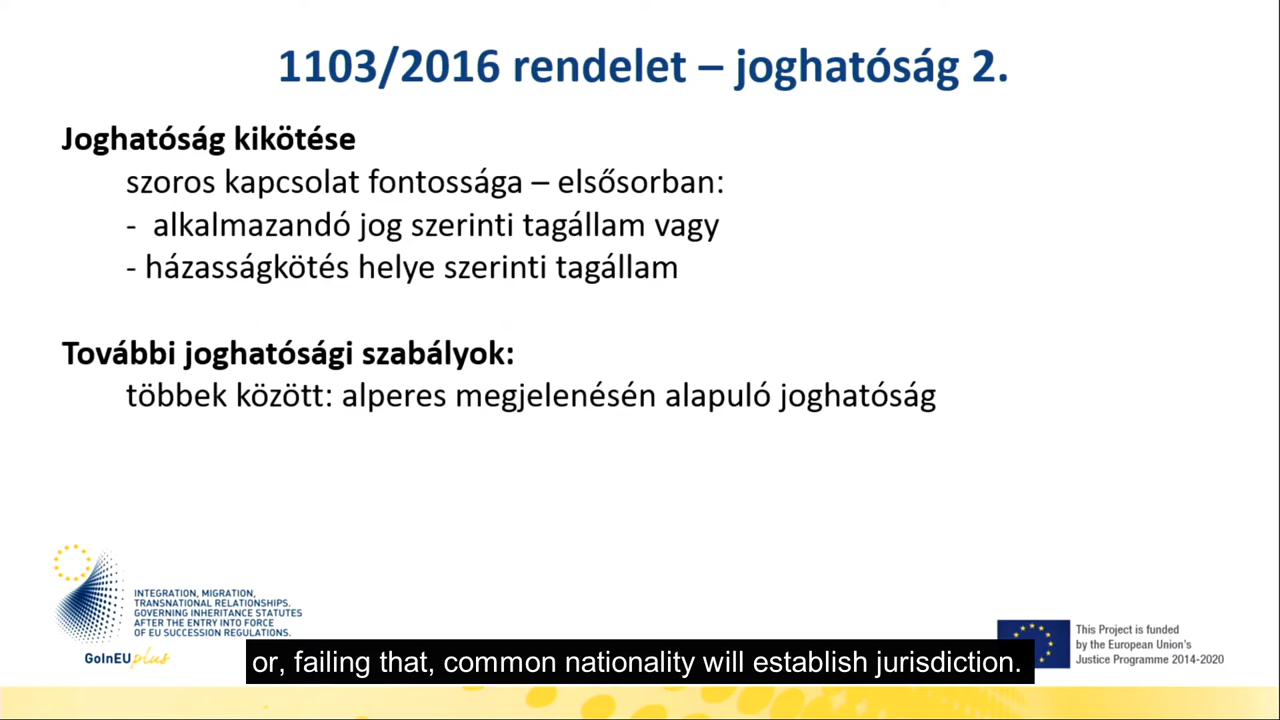 1103/2016 rendelet – joghatóság 2.
Joghatóság kikötése
szoros kapcsolat fontossága – elsősorban:
- alkalmazandó jog szerinti tagállam vagy
- házasságkötés helye szerinti tagállam
További joghatósági szabályok:
többek között: alperes megjelenésén alapuló joghatóság
INTEGRATION, MIGRATION,
TRANSNATIONAL RELATIONSHIPS.
GOVERNING INHERITANCE STATUTES
AFTER THE ENTRY INTO FORCE
OF EU SUCCESSION REGULATIONS.
GoInEU plus
This Project is funded
by the European Union's
Justice Programme 2014-2020
or, failing that, common nationality will establish jurisdiction.